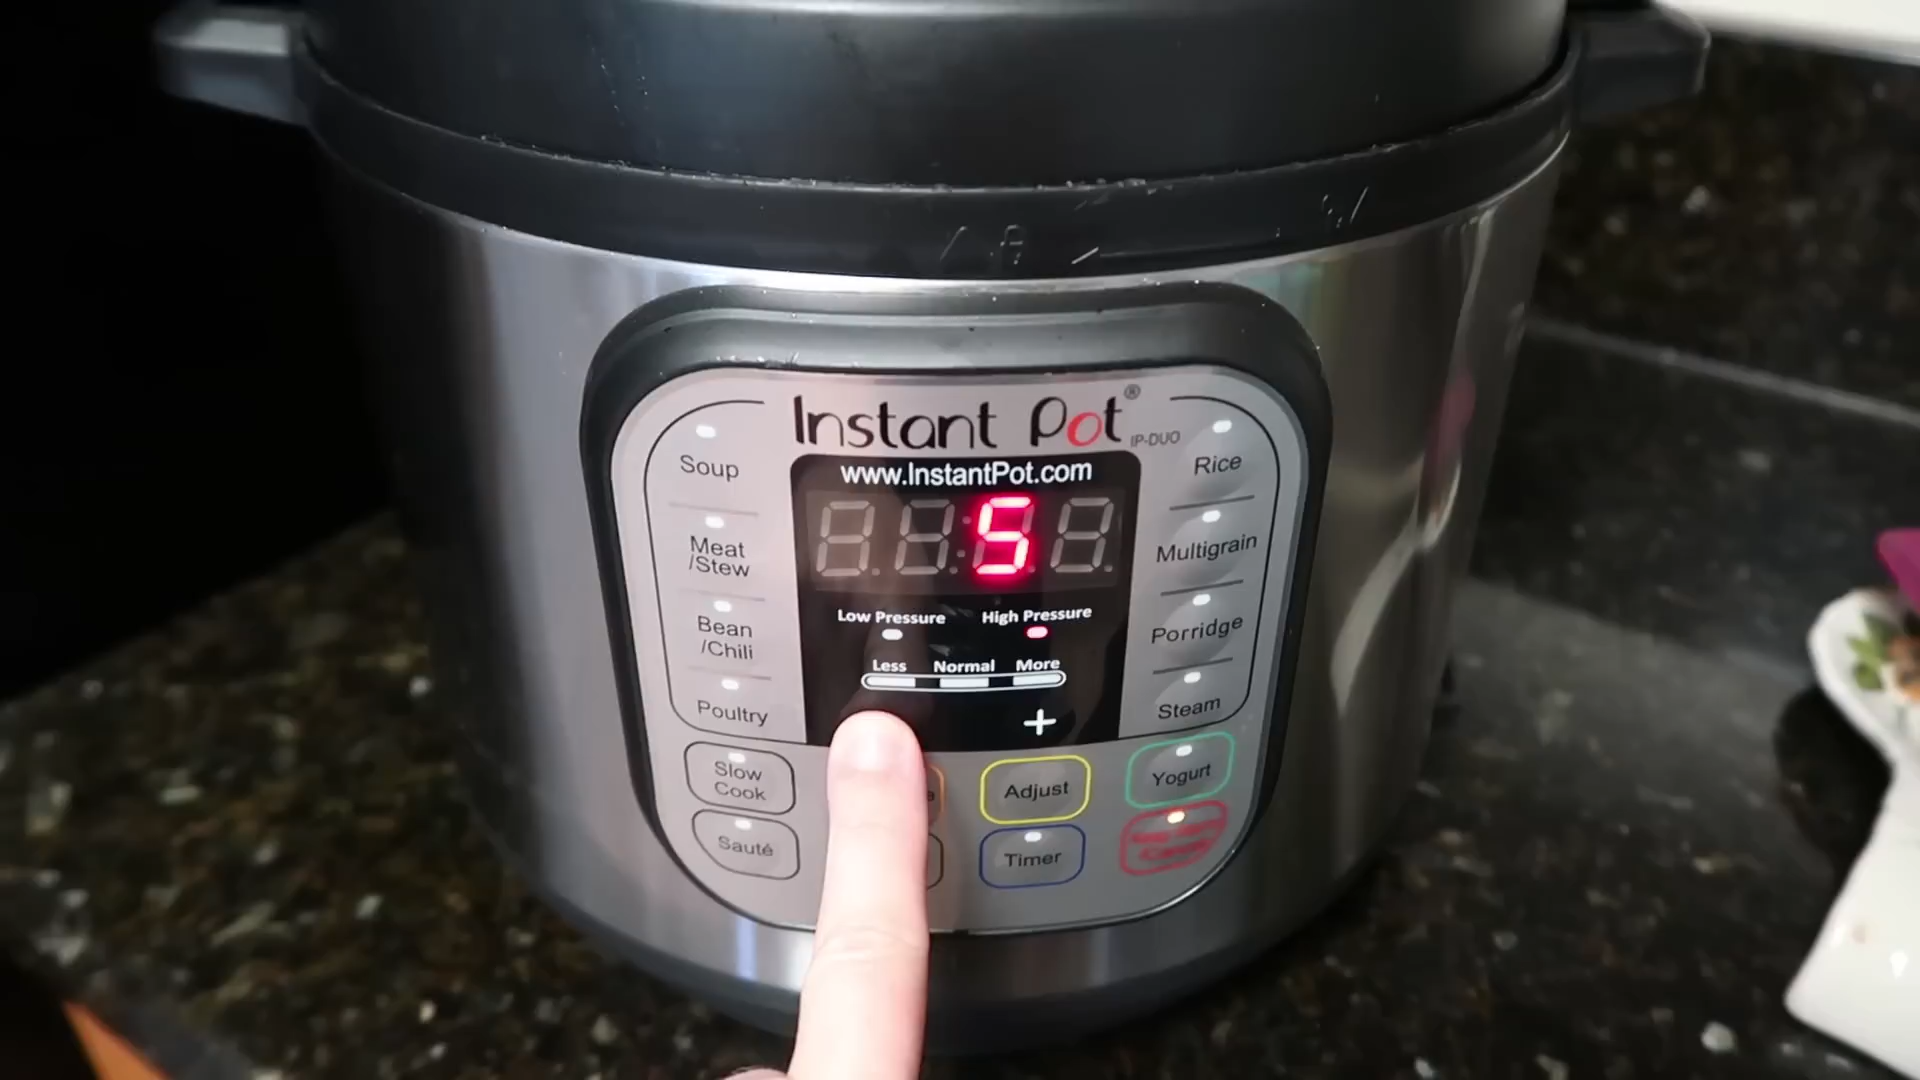 Instant Pot®
IP-DUO
www.InstantPot.com
5
Low Pressure
High Pressure
Less
Normal
More
+
Soup
Meat
/Stew
Bean
/Chili
Poultry
Rice
Multigrain
Porridge
Steam
Slow
Cook
Adjust
Yogurt
Sauté
Timer